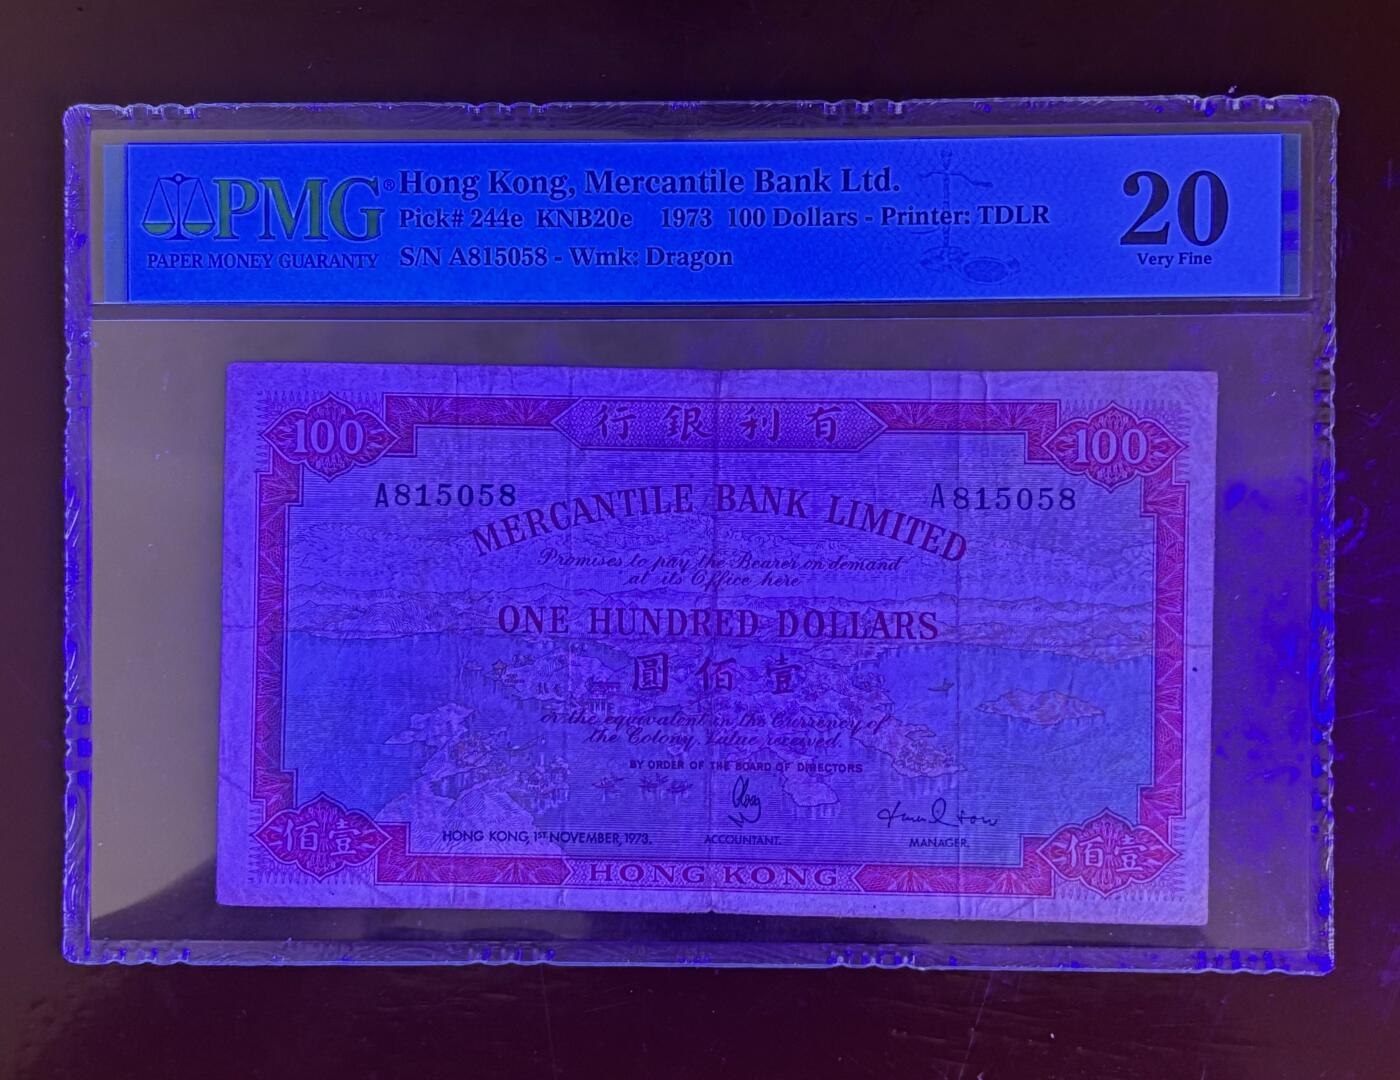 PMG®
PAPER MONEY GUARANTY
Hong Kong, Mercantile Bank Ltd.
Pick# 244e KNB20e 1973 100 Dollars - Printer: TDLR
S/N A815058 - Wmk: Dragon
20
Very Fine
行銀利有
100
100
A815058
A815058
MERCANTILE BANK LIMITED
Promises to pay the Bearer on demand
at its Office here
ONE HUNDRED DOLLARS
圓佰壹
or the equivalent in the Currency of
the Colony. Value received.
BY ORDER OF THE BOARD OF DIRECTORS
HONG KONG, 1ST NOVEMBER, 1973.
ACCOUNTANT.
MANAGER.
佰壹
佰壹
HONG KONG